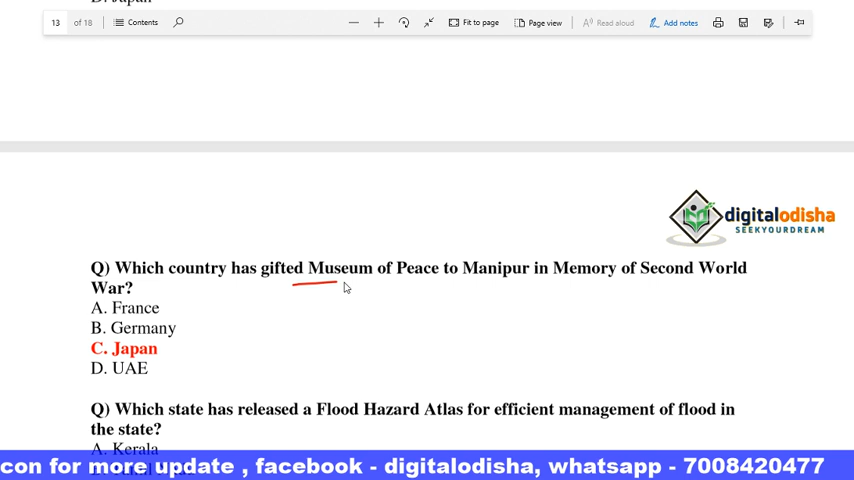 D. Japan
13 of 18 Contents Fit to page Page view Read aloud Add notes
digitalodisha
SEEKYOURDREAM
Q) Which country has gifted Museum of Peace to Manipur in Memory of Second World
War?
A. France
B. Germany
C. Japan
D. UAE
Q) Which state has released a Flood Hazard Atlas for efficient management of flood in
the state?
A. Kerala
con for more update , facebook - digitalodisha, whatsapp - 7008420477